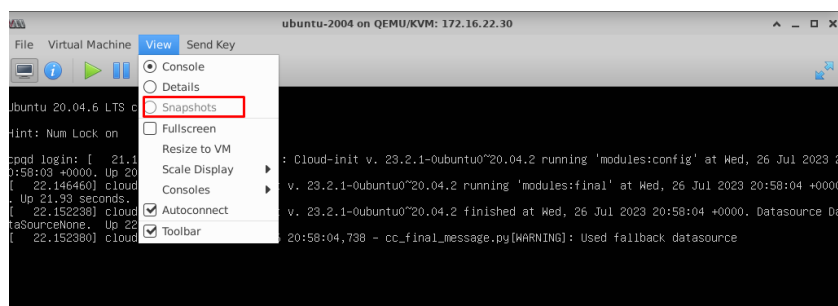 ubuntu-2004 on QEMU/KVM: 172.16.22.30
File Virtual Machine View Send Key
Console
Details
Snapshots
Fullscreen
Resize to VM
Scale Display
Consoles
Autoconnect
Toolbar
Ubuntu 20.04.6 LTS c
Hint: Num Lock on
cpqd login: [ 21.1 : Cloud-init v. 23.2.1-0ubuntu0~20.04.2 running 'modules:config' at Wed, 26 Jul 2023 2
0:58:03 +0000. Up 20
[ 22.146460] cloud v. 23.2.1-0ubuntu0~20.04.2 running 'modules:final' at Wed, 26 Jul 2023 20:58:04 +000
. Up 21.93 seconds.
[ 22.152238] cloud v. 23.2.1-0ubuntu0~20.04.2 finished at Wed, 26 Jul 2023 20:58:04 +0000. Datasource Da
taSourceNone. Up 22
[ 22.152380] cloud 20:58:04,738 - cc_final_message.py[WARNING]: Used fallback datasource